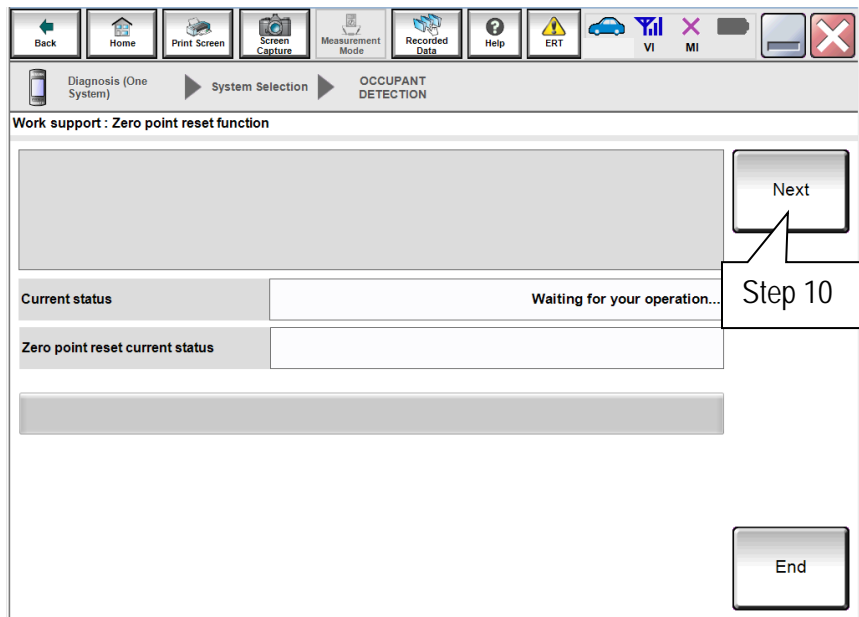 Back
Home
Print Screen
Screen
Capture
Measurement
Mode
Recorded
Data
Help
ERT
VI
MI
Diagnosis (One
System)
System Selection
OCCUPANT
DETECTION
Work support : Zero point reset function
Next
Step 10
Current status
Waiting for your operation...
Zero point reset current status
End